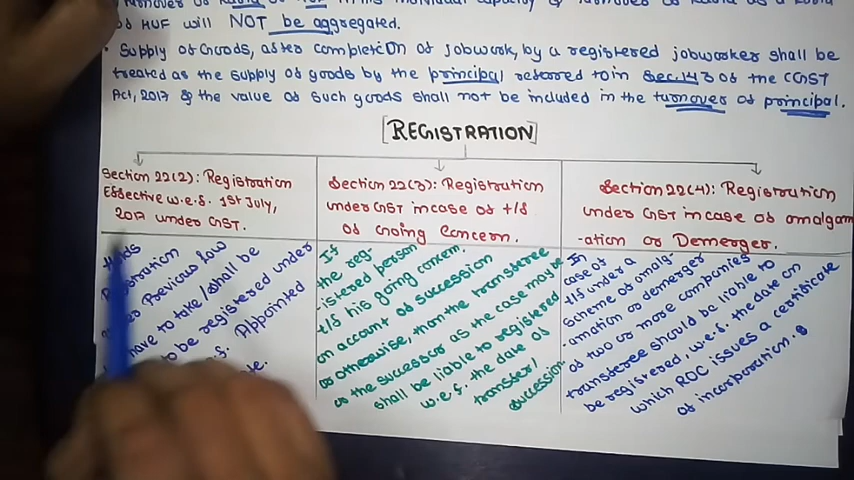 of HUF will NOT be aggregated.
• Supply of Goods, after completion of jobwork, by a registered jobworker shall be
treated as the supply of goods by the principal referred to in Sec. 143 of the CGST
Act, 2017 & the value of such goods shall not be included in the turnover of principal.
[REGISTRATION]
Section 22(2): Registration
Effective w.e.f. 1st July,
2017 under GST.
Registration
Previous law
have to take/shall be
to be registered under
Appointed
Section 22(3): Registration
under GST incase of t/f
of Going Concern.
If
the reg-
-istered person
t/f his going concern.
on account of succession
or otherwise, than the transferee
or the successor as the case maybe
shall be liable to registered
w.e.f. the date of
transfer/
succession.
Section 22(4): Registration
under GST incase of amalgam
-ation or Demerger.
In
case of
t/f under a
scheme of amalg-
-amation or demerger
of two or more companies
transferee should be liable to
be registered, w.e.f. the date on
which ROC issues a certificate
of incorporation.